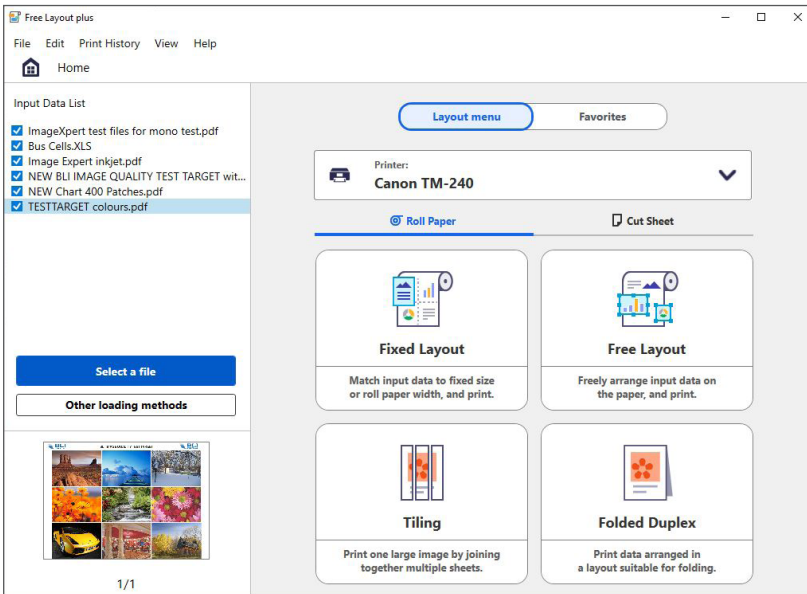 Free Layout plus
File Edit Print History View Help
Home
Input Data List
ImageXpert test files for mono test.pdf
Bus Cells.XLS
Image Expert inkjet.pdf
NEW BLI IMAGE QUALITY TEST TARGET wit...
NEW Chart 400 Patches.pdf
TESTTARGET colours.pdf
Select a file
Other loading methods
1/1
Layout menu Favorites
Printer:
Canon TM-240
Roll Paper Cut Sheet
Fixed Layout
Match input data to fixed size
or roll paper width, and print.
Free Layout
Freely arrange input data on
the paper, and print.
Tiling
Print one large image by joining
together multiple sheets.
Folded Duplex
Print data arranged in
a layout suitable for folding.